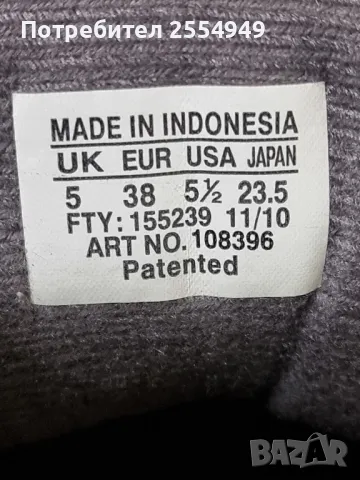 Потребител 2554949
MADE IN INDONESIA
UK EUR USA JAPAN
5 38 5½ 23.5
FTY: 155239 11/10
ART NO. 108396
Patented
BAZAR